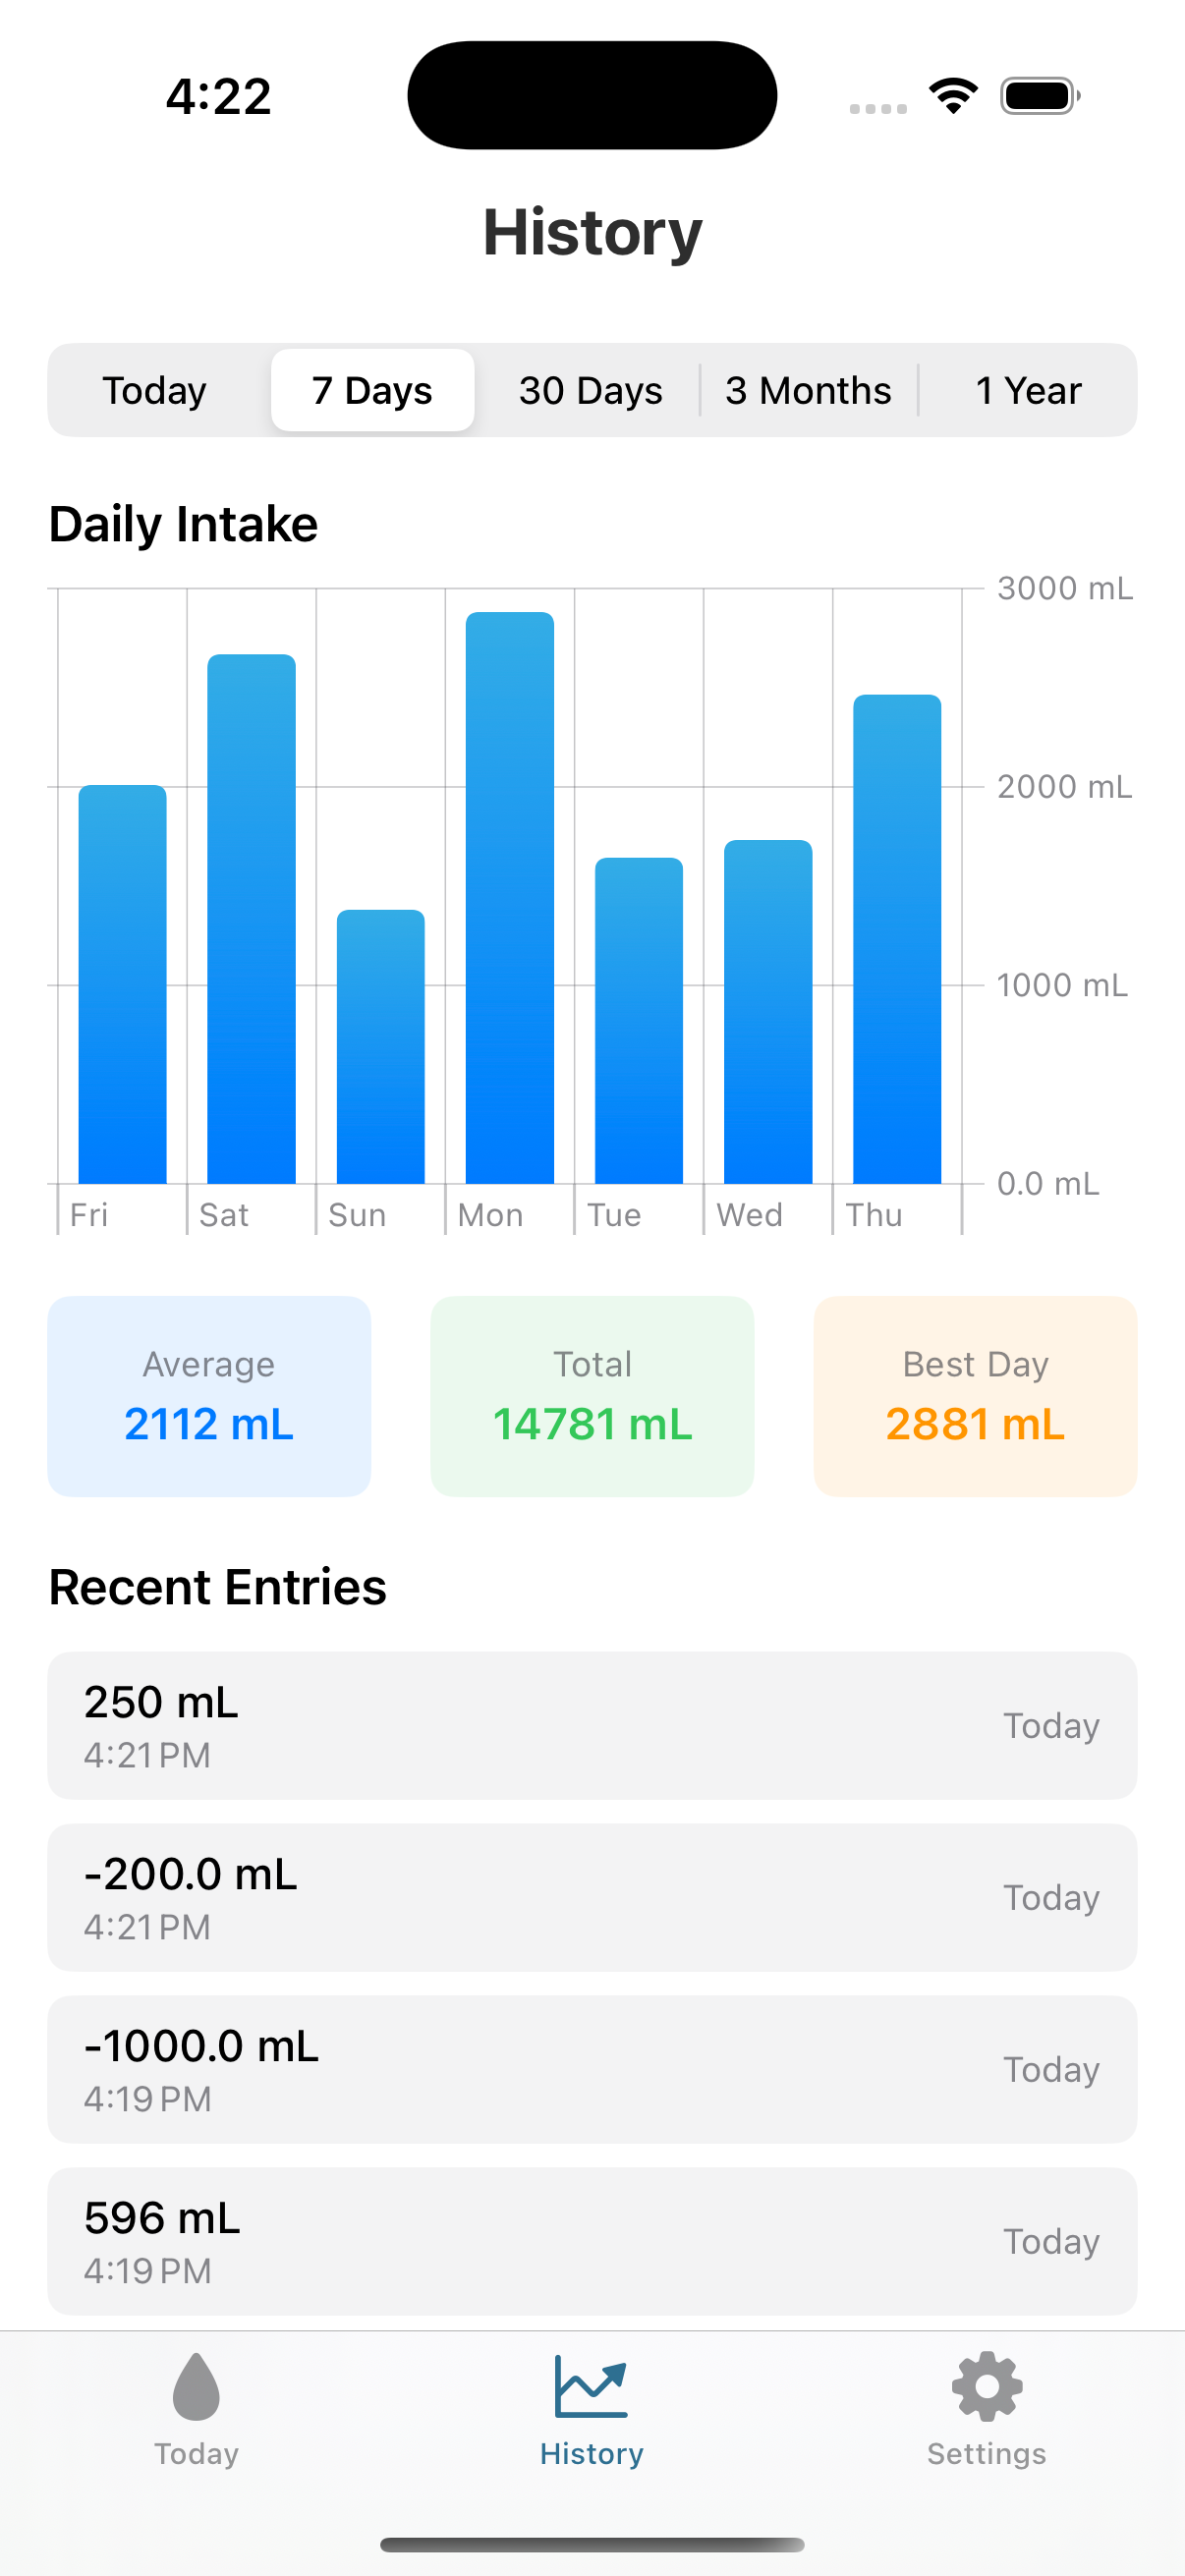 4:22
History
Today 7 Days 30 Days 3 Months 1 Year
Daily Intake
3000 mL
2000 mL
1000 mL
0.0 mL
Fri Sat Sun Mon Tue Wed Thu
Average Total Best Day
2112 mL 14781 mL 2881 mL
Recent Entries
250 mL
4:21 PM
Today
-200.0 mL
4:21 PM
Today
-1000.0 mL
4:19 PM
Today
596 mL
4:19 PM
Today
Today History Settings